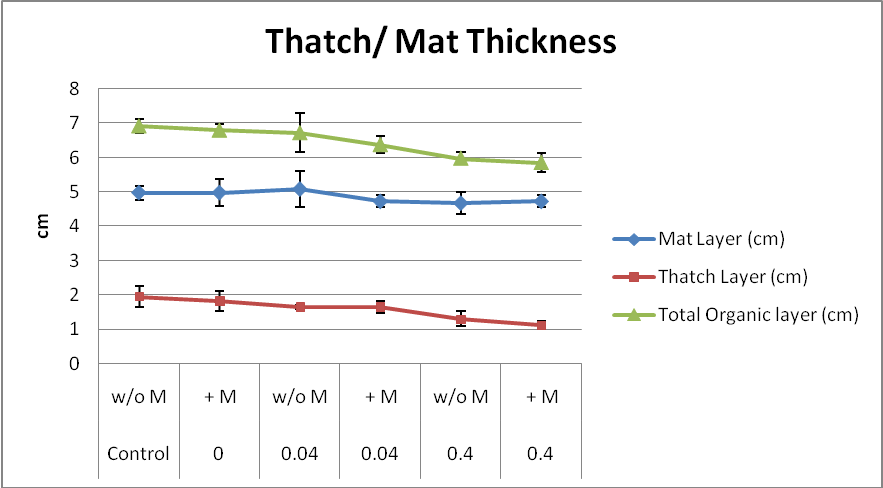 Thatch/ Mat Thickness
8
7
6
5
4
3
2
1
0
cm
w/o M + M w/o M + M w/o M + M
Control 0 0.04 0.04 0.4 0.4
Mat Layer (cm)
Thatch Layer (cm)
Total Organic layer (cm)